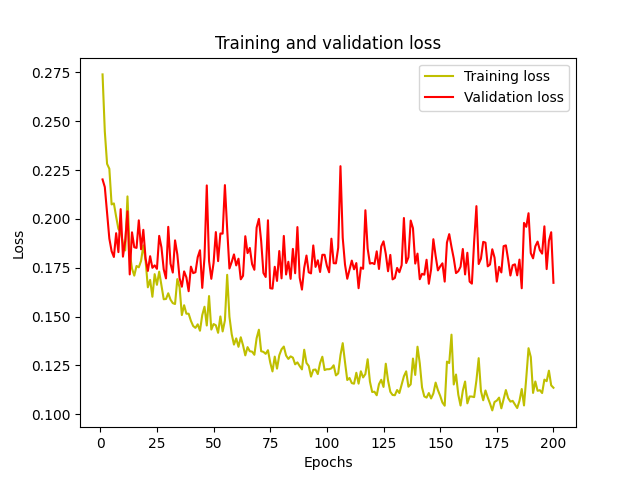 Training and validation loss
Training loss
Validation loss
0.275
0.250
0.225
0.200
0.175
0.150
0.125
0.100
Loss
0 25 50 75 100 125 150 175 200
Epochs